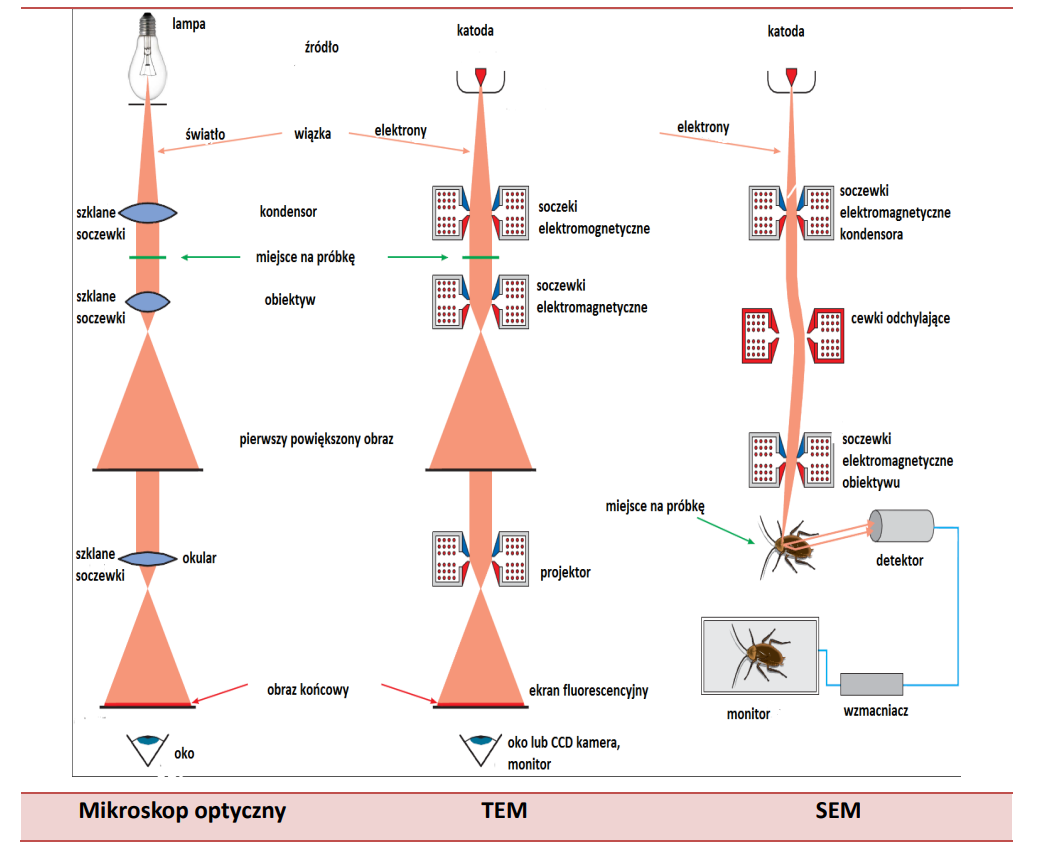 lampa
źródło
katoda
katoda
światło
wiązka
elektrony
elektrony
szklane
soczewki
kondensor
soczeki
elektromognetyczne
soczewki
elektromagnetyczne
kondensora
miejsce na próbkę
szklane
soczewki
obiektyw
soczewki
elektromagnetyczne
cewki odchylające
pierwszy powiększony obraz
soczewki
elektromagnetyczne
obiektywu
miejsce na próbkę
szklane
soczewki
okular
projektor
detektor
obraz końcowy
ekran fluorescencyjny
monitor
wzmacniacz
oko
oko lub CCD kamera,
monitor
Mikroskop optyczny
TEM
SEM